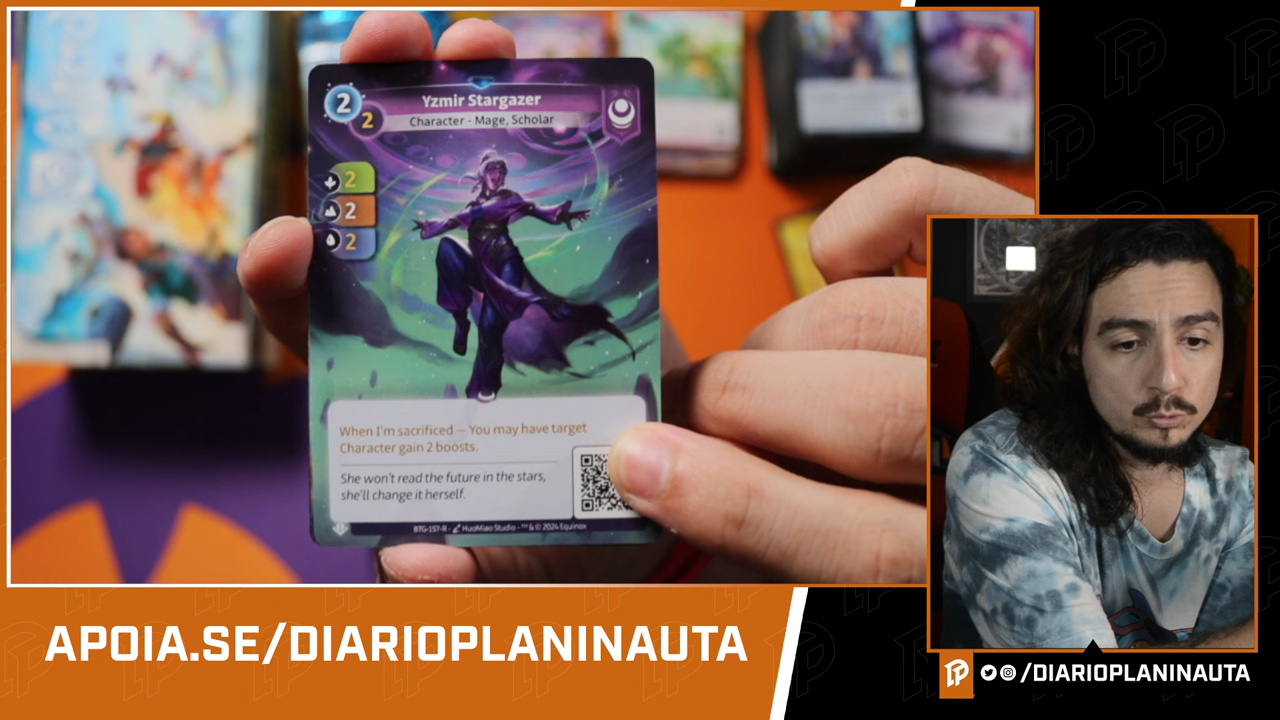 2
2
Yzmir Stargazer
Character - Mage, Scholar
2
2
2
When I'm sacrificed — You may have target
Character gain 2 boosts.
She won't read the future in the stars,
she'll change it herself.
BTG-157-R - HuoMiao Studio - ™ & © 2024 Equinox
APOIA.SE/DIARIOPLANINAUTA
/DIARIOPLANINAUTA